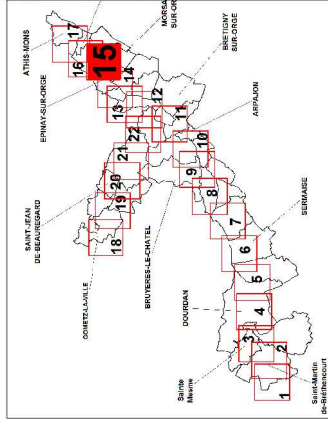 ATHIS-MONS
MORSA
SUR-OR
17
16
15
14
EPINAY-SUR-ORGE
BRETIGNY
SUR-ORGE
13
12
11
22
21
ARPAJON
10
9
8
SAINT-JEAN
DE-BEAUREGARD
20
19
18
GOMETZ-LA-VILLE
BRUYERES-LE-CHATEL
7
6
SERMAISE
5
DOURDAN
4
3
2
1
Sainte
Mesme
Saint-Martin
de-Bréthencourt